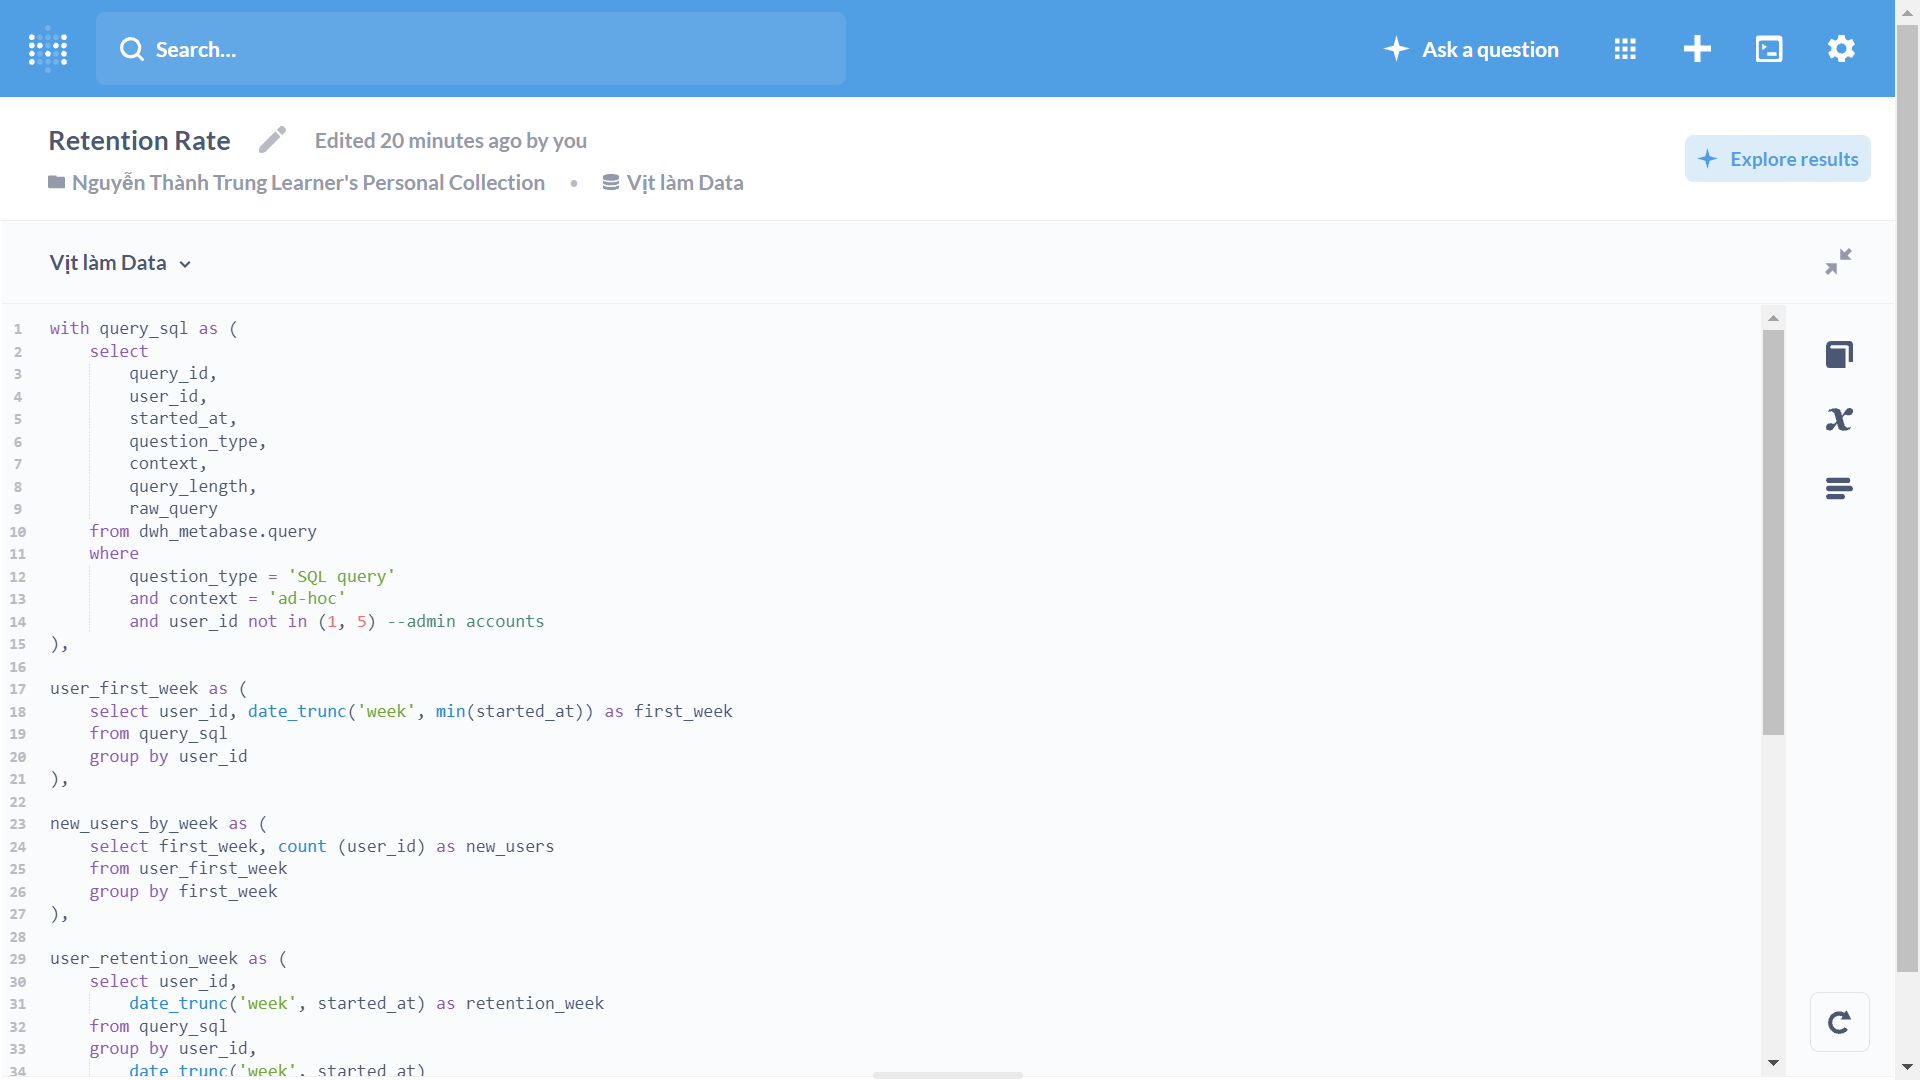 Search...
Ask a question
Retention Rate
Edited 20 minutes ago by you
Nguyễn Thành Trung Learner's Personal Collection • Vịt làm Data
Explore results
Vịt làm Data
1 with query_sql as (
2     select
3         query_id,
4         user_id,
5         started_at,
6         question_type,
7         context,
8         query_length,
9         raw_query
10     from dwh_metabase.query
11     where
12         question_type = 'SQL query'
13         and context = 'ad-hoc'
14         and user_id not in (1, 5) --admin accounts
15 ),
16
17 user_first_week as (
18     select user_id, date_trunc('week', min(started_at)) as first_week
19     from query_sql
20     group by user_id
21 ),
22
23 new_users_by_week as (
24     select first_week, count (user_id) as new_users
25     from user_first_week
26     group by first_week
27 ),
28
29 user_retention_week as (
30     select user_id,
31         date_trunc('week', started_at) as retention_week
32     from query_sql
33     group by user_id,
34         date_trunc('week', started_at)